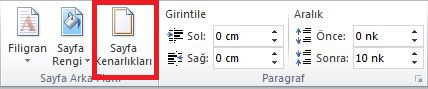 Filigran
Sayfa
Rengi
Sayfa
Kenarlıkları
Sayfa Arka Planı
Girintile
Sol: 0 cm
Sağ: 0 cm
Aralık
Önce: 0 nk
Sonra: 10 nk
Paragraf